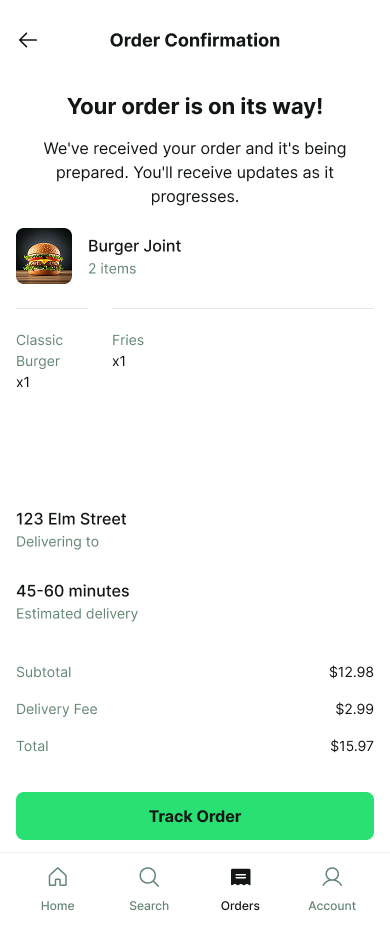 Order Confirmation
Your order is on its way!
We've received your order and it's being
prepared. You'll receive updates as it
progresses.
Burger Joint
2 items
Classic
Burger
x1
Fries
x1
123 Elm Street
Delivering to
45-60 minutes
Estimated delivery
Subtotal $12.98
Delivery Fee $2.99
Total $15.97
Track Order
Home Search Orders Account